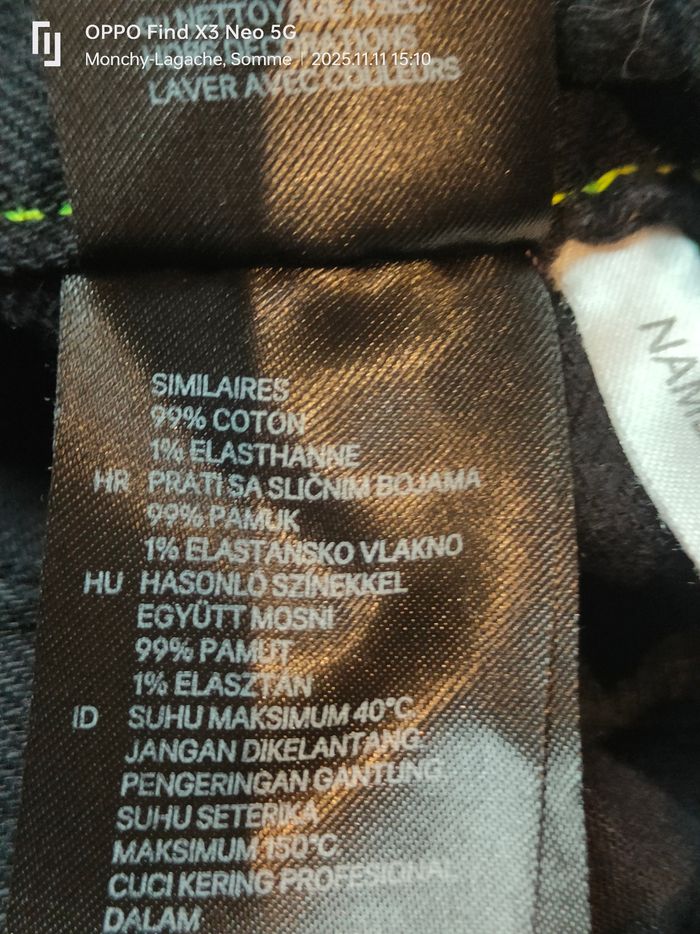 NETTOYAGE A SEC
OPPO Find X3 Neo 5G
Monchy-Lagache, Somme | 2025.11.11 15:10
LAVER AVEC COULEURS
SIMILAIRES
99% COTON
1% ELASTHANNE
HR PRATI SA SLIČNIM BOJAMA
99% PAMUK
1% ELASTANSKO VLAKNO
HU HASONLÓ SZÍNEKKEL
EGYÜTT MOSNI
99% PAMUT
1% ELASZTÁN
ID SUHU MAKSIMUM 40°C
JANGAN DIKELANTANG
PENGERINGAN GANTUNG
SUHU SETERIKA
MAKSIMUM 150°C
CUCI KERING PROFESIONAL
DALAM